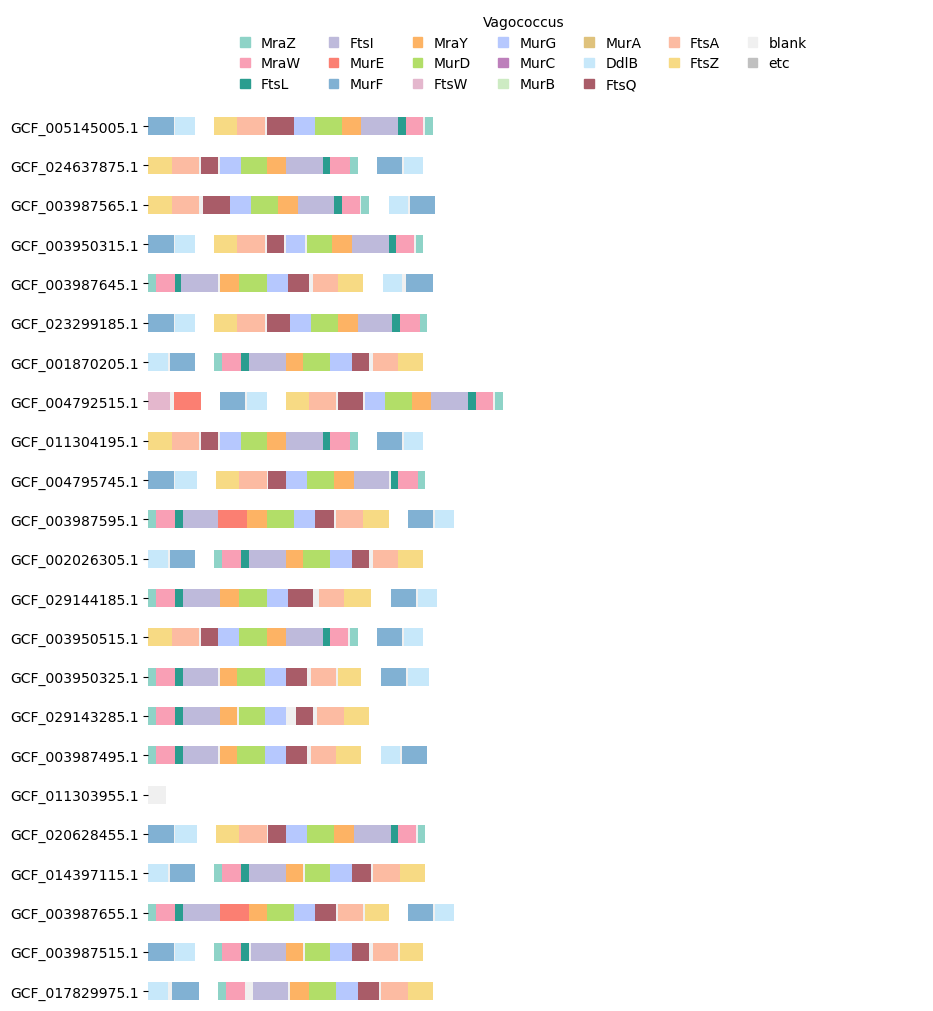 Vagococcus
MraZ FtsI MraY MurG MurA FtsA blank
MraW MurE MurD MurC DdlB FtsZ etc
FtsL MurF FtsW MurB FtsQ
GCF_005145005.1
GCF_024637875.1
GCF_003987565.1
GCF_003950315.1
GCF_003987645.1
GCF_023299185.1
GCF_001870205.1
GCF_004792515.1
GCF_011304195.1
GCF_004795745.1
GCF_003987595.1
GCF_002026305.1
GCF_029144185.1
GCF_003950515.1
GCF_003950325.1
GCF_029143285.1
GCF_003987495.1
GCF_011303955.1
GCF_020628455.1
GCF_014397115.1
GCF_003987655.1
GCF_003987515.1
GCF_017829975.1